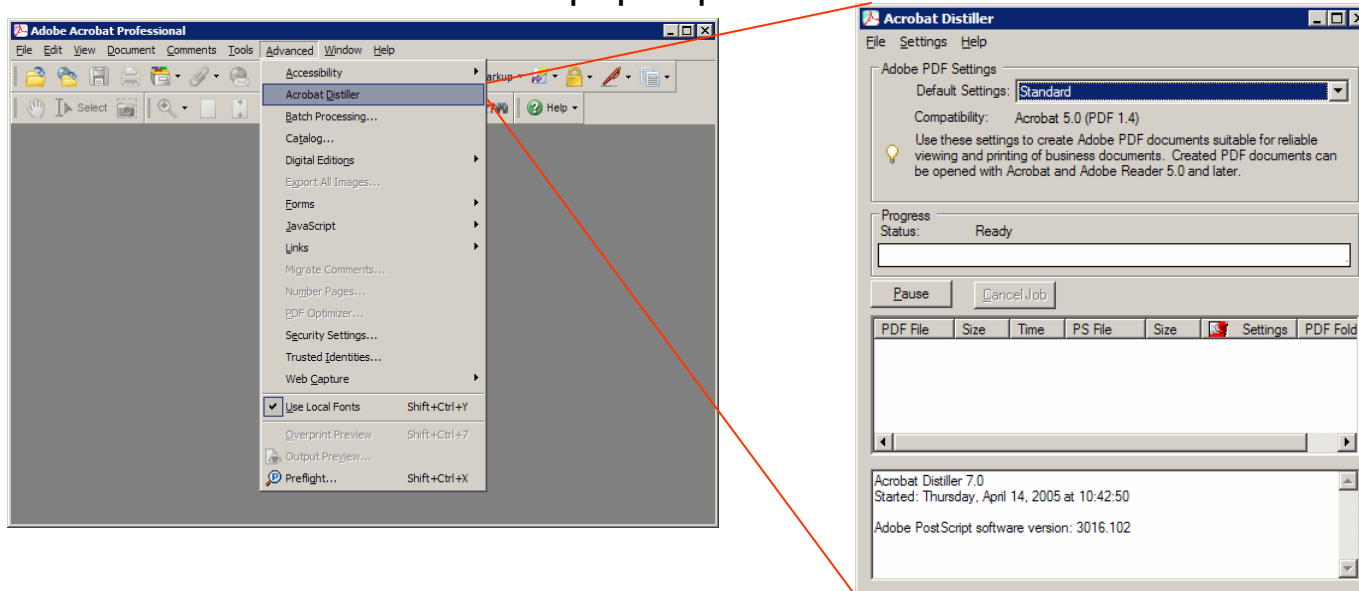 Adobe Acrobat Professional
File Edit View Document Comments Tools Advanced Window Help
Select
Help
Accessibility
Acrobat Distiller
Batch Processing...
Catalog...
Digital Editions
Export All Images...
Forms
JavaScript
Links
Migrate Comments...
Number Pages...
PDF Optimizer...
Security Settings...
Trusted Identities...
Web Capture
Use Local Fonts Shift+Ctrl+Y
Overprint Preview Shift+Ctrl+7
Output Preview...
Preflight... Shift+Ctrl+X
Acrobat Distiller
File Settings Help
Adobe PDF Settings
Default Settings: Standard
Compatibility: Acrobat 5.0 (PDF 1.4)
Use these settings to create Adobe PDF documents suitable for reliable
viewing and printing of business documents. Created PDF documents can
be opened with Acrobat and Adobe Reader 5.0 and later.
Progress
Status: Ready
Pause Cancel Job
PDF File Size Time PS File Size Settings PDF Fold
Acrobat Distiller 7.0
Started: Thursday, April 14, 2005 at 10:42:50
Adobe PostScript software version: 3016.102